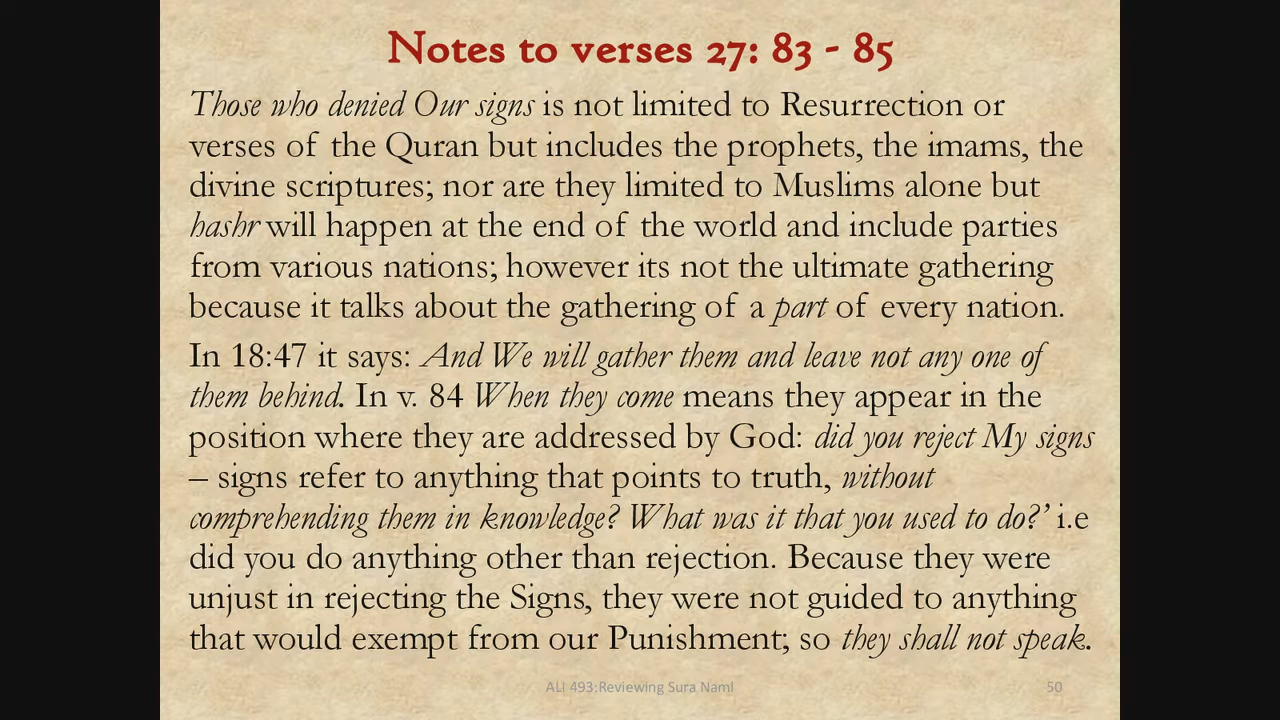 Notes to verses 27: 83 - 85
Those who denied Our signs is not limited to Resurrection or
verses of the Quran but includes the prophets, the imams, the
divine scriptures; nor are they limited to Muslims alone but
hashr will happen at the end of the world and include parties
from various nations; however its not the ultimate gathering
because it talks about the gathering of a part of every nation.
In 18:47 it says: And We will gather them and leave not any one of
them behind. In v. 84 When they come means they appear in the
position where they are addressed by God: did you reject My signs
– signs refer to anything that points to truth, without
comprehending them in knowledge? What was it that you used to do?’ i.e
did you do anything other than rejection. Because they were
unjust in rejecting the Signs, they were not guided to anything
that would exempt from our Punishment; so they shall not speak.
ALI 493:Reviewing Sura Naml
50